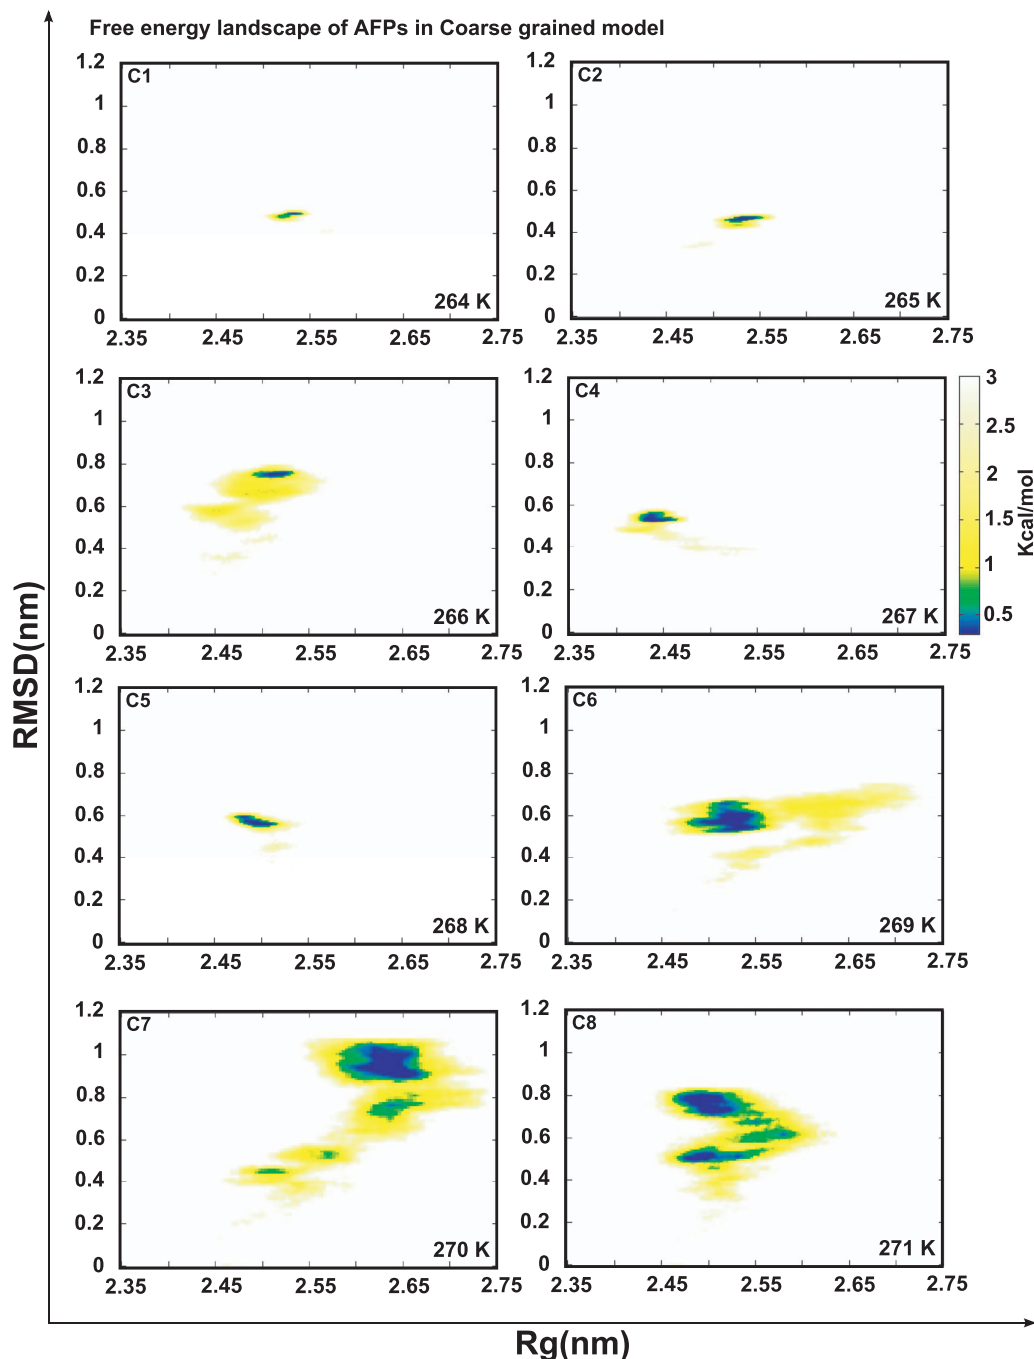 Free energy landscape of AFPs in Coarse grained model
C1
1.2
1
0.8
0.6
0.4
0.2
0
264 K
2.35 2.45 2.55 2.65 2.75
C2
1.2
1
0.8
0.6
0.4
0.2
0
265 K
2.35 2.45 2.55 2.65 2.75
C3
1.2
1
0.8
0.6
0.4
0.2
0
266 K
2.35 2.45 2.55 2.65 2.75
C4
1.2
1
0.8
0.6
0.4
0.2
0
267 K
2.35 2.45 2.55 2.65 2.75
3
2.5
2
1.5
1
0.5
Kcal/mol
C5
1.2
1
0.8
0.6
0.4
0.2
0
268 K
2.35 2.45 2.55 2.65 2.75
C6
1.2
1
0.8
0.6
0.4
0.2
0
269 K
2.35 2.45 2.55 2.65 2.75
C7
1.2
1
0.8
0.6
0.4
0.2
0
270 K
2.35 2.45 2.55 2.65 2.75
C8
1.2
1
0.8
0.6
0.4
0.2
0
271 K
2.35 2.45 2.55 2.65 2.75
RMSD(nm)
Rg(nm)